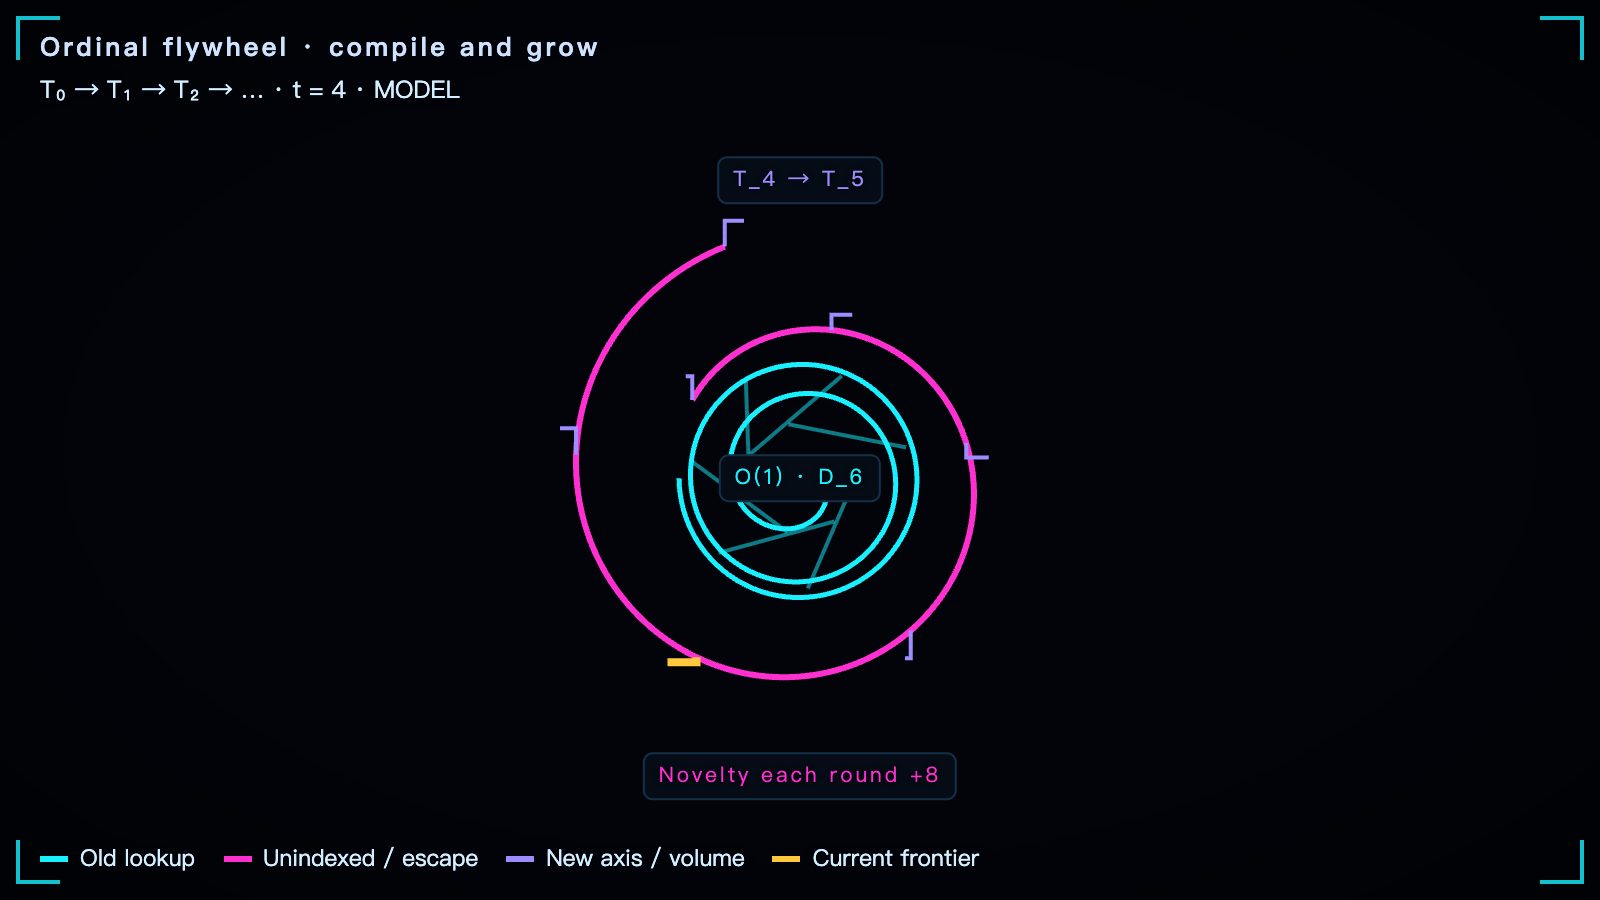 Ordinal flywheel · compile and grow
T₀ → T₁ → T₂ → … · t = 4 · MODEL
T_4 → T_5
O(1) · D_6
Novelty each round +8
Old lookup
Unindexed / escape
New axis / volume
Current frontier